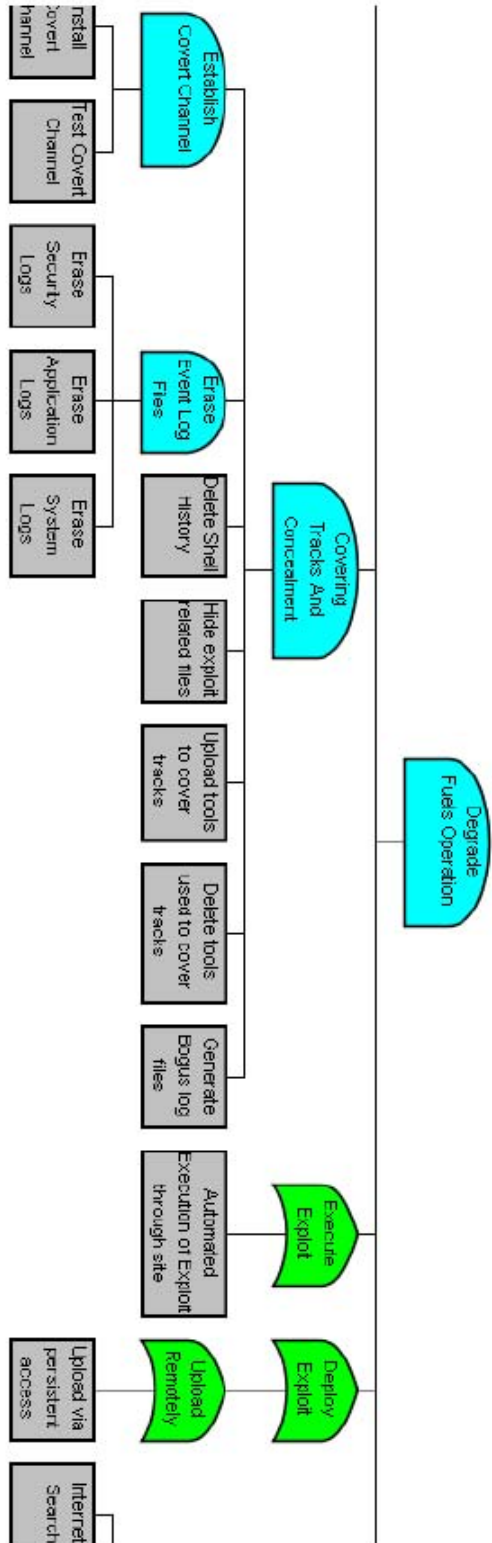 Degrade
Fuels Operation
Covering
Tracks And
Concealment
Execute
Exploit
Deploy
Exploit
Establish
Covert Channel
Erase
Event Log
Files
Delete Shell
History
Hide exploit
related files
Upload tools
to cover
tracks
Delete tools
used to cover
tracks
Generate
Bogus log
files
Automated
Execution of Exploit
through site
Upload
Remotely
Test Covert
Channel
Erase
Security
Logs
Erase
Application
Logs
Erase
System
Logs
Upload via
persistent
access
Internet
Search